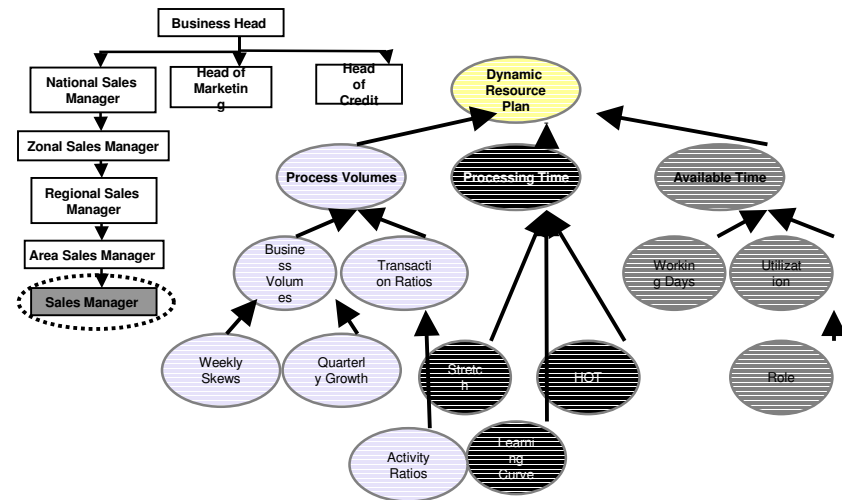 Business Head
National Sales
Manager
Head of
Marketin
g
Head
of
Credit
Zonal Sales Manager
Regional Sales
Manager
Area Sales Manager
Sales Manager
Dynamic
Resource
Plan
Process Volumes
Processing Time
Available Time
Busine
ss
Volum
es
Transacti
on Ratios
Workin
g Days
Utilizat
ion
Weekly
Skews
Quarterl
y Growth
Stretc
h
HOT
Role
Activity
Ratios
Learni
ng
Curve